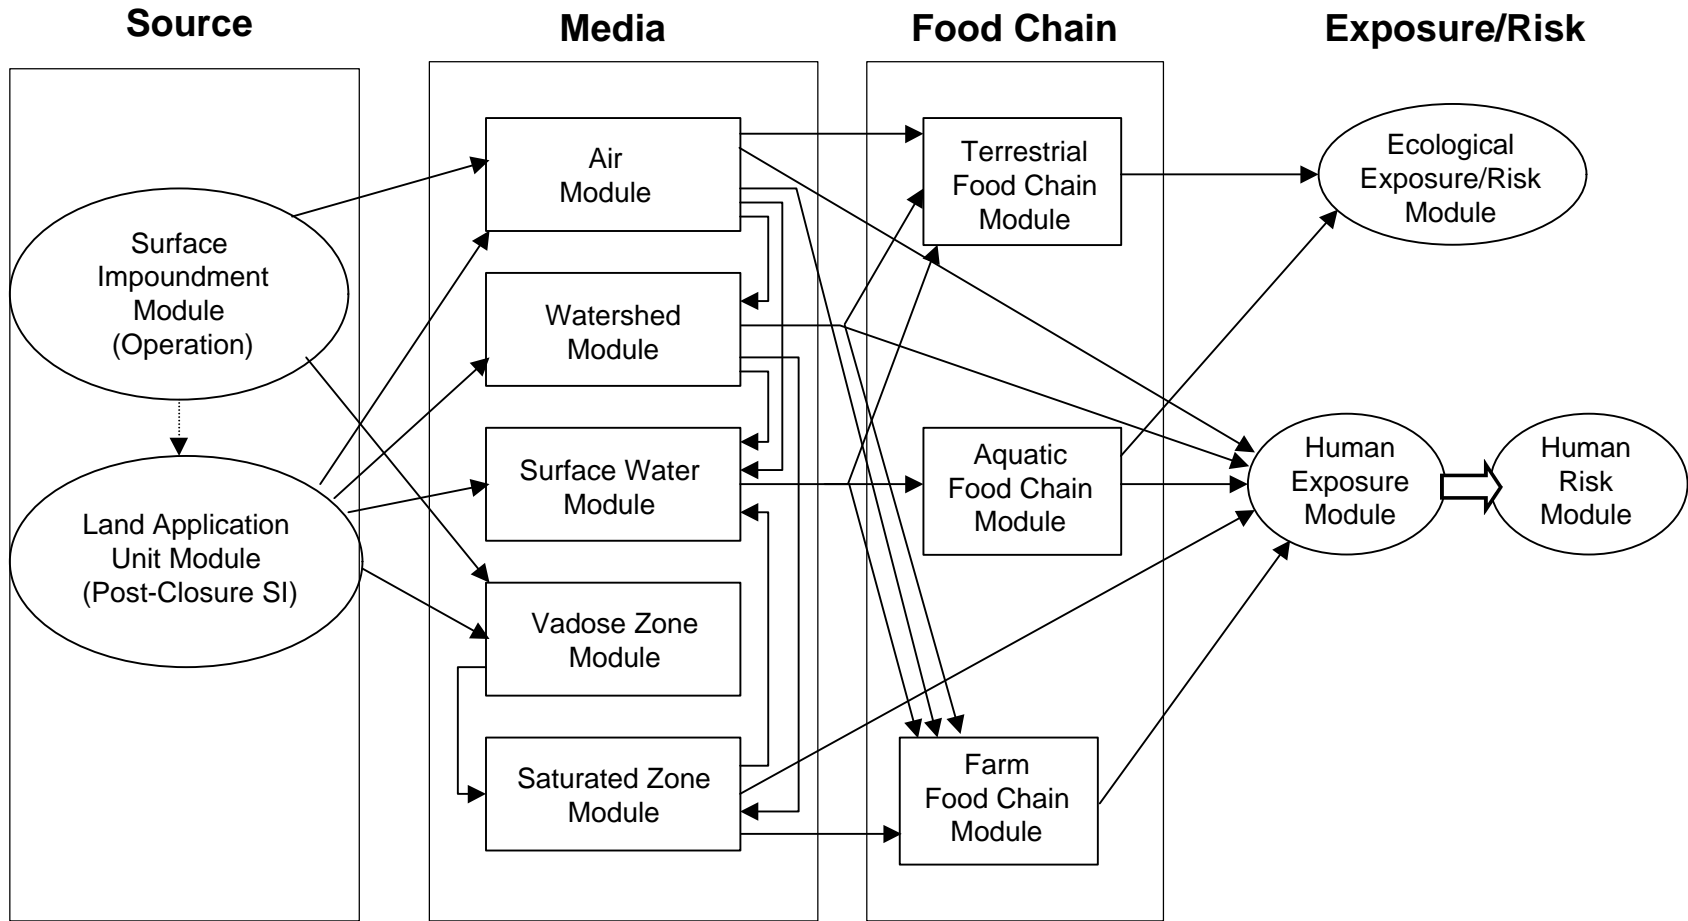 Source
Media
Food Chain
Exposure/Risk
Surface
Impoundment
Module
(Operation)
Land Application
Unit Module
(Post-Closure SI)
Air
Module
Watershed
Module
Surface Water
Module
Vadose Zone
Module
Saturated Zone
Module
Terrestrial
Food Chain
Module
Aquatic
Food Chain
Module
Farm
Food Chain
Module
Ecological
Exposure/Risk
Module
Human
Exposure
Module
Human
Risk
Module